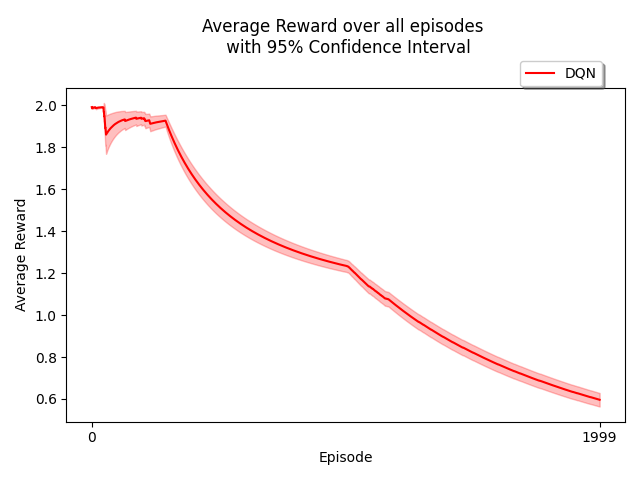 Average Reward over all episodes
with 95% Confidence Interval
DQN
2.0
1.8
1.6
1.4
1.2
1.0
0.8
0.6
Average Reward
0
1999
Episode